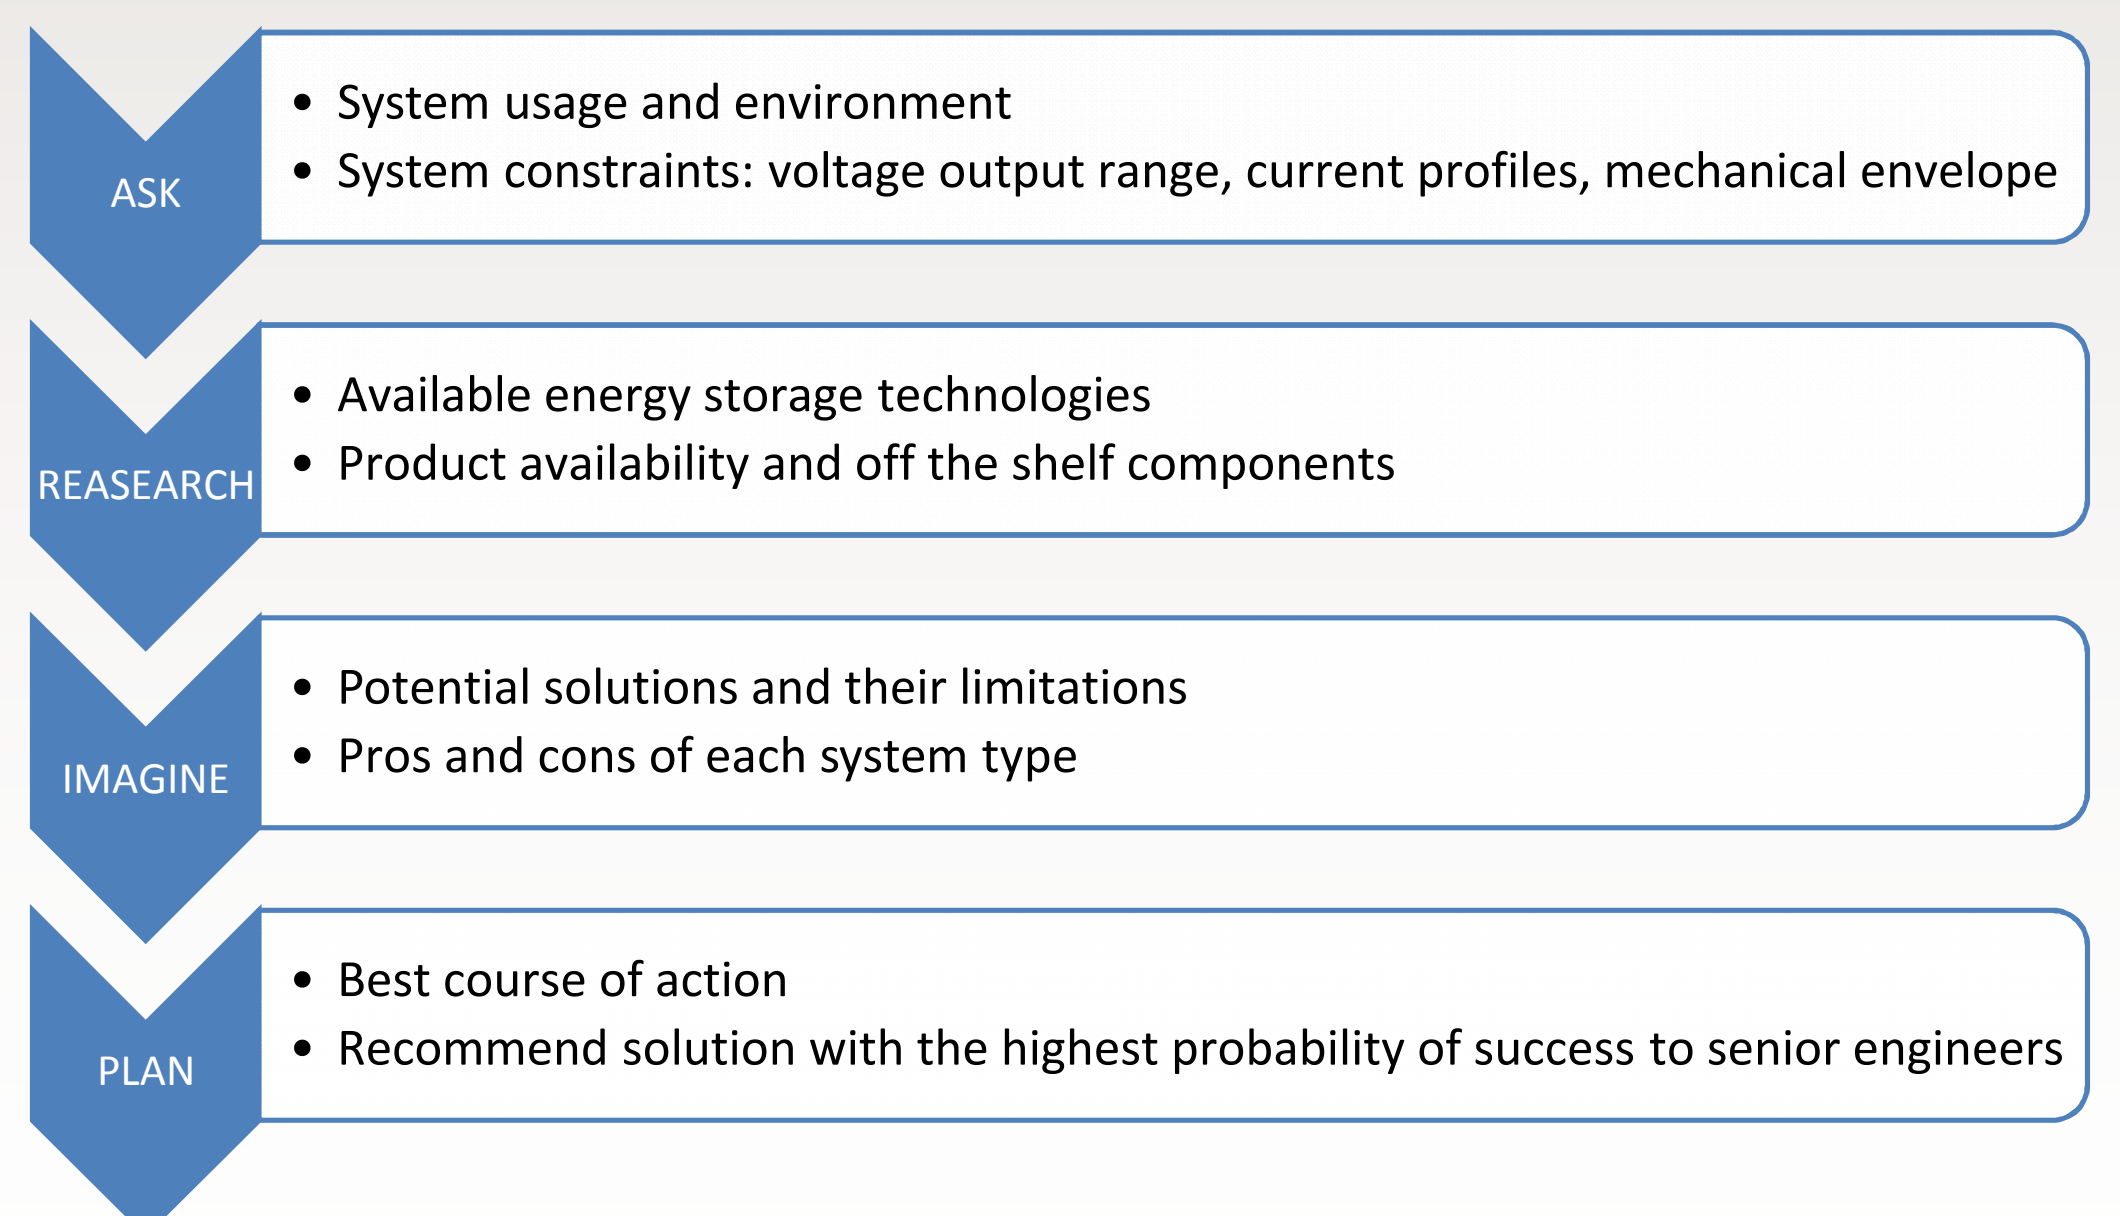 ASK
• System usage and environment
• System constraints: voltage output range, current profiles, mechanical envelope
REASEARCH
• Available energy storage technologies
• Product availability and off the shelf components
IMAGINE
• Potential solutions and their limitations
• Pros and cons of each system type
PLAN
• Best course of action
• Recommend solution with the highest probability of success to senior engineers